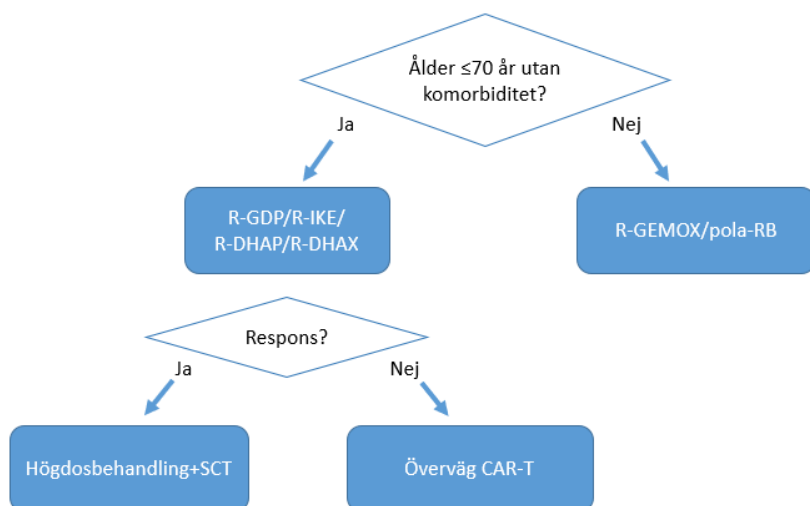 Ålder ≤70 år utan
komorbiditet?
Ja
Nej
R-GDP/R-IKE/
R-DHAP/R-DHAX
R-GEMOX/pola-RB
Respons?
Ja
Nej
Högdosbehandling+SCT
Överväg CAR-T